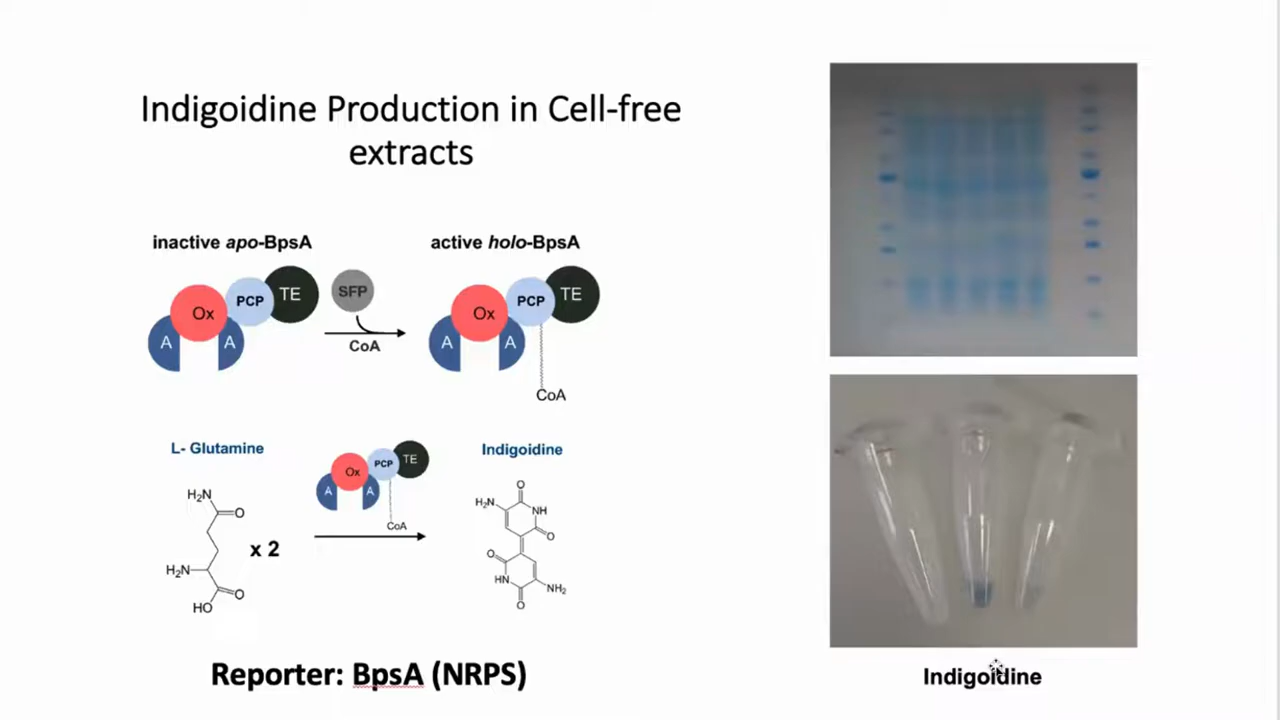 Indigoidine Production in Cell-free
extracts
inactive apo-BpsA
active holo-BpsA
A
Ox
A
PCP
TE
SFP
CoA
A
Ox
A
PCP
TE
CoA
L- Glutamine
Indigoidine
H₂N
O
H₂N
O
HO
x 2
A
Ox
A
PCP
TE
CoA
O
H₂N
NH
O
O
HN
NH₂
O
Reporter: BpsA (NRPS)
Indigoidine